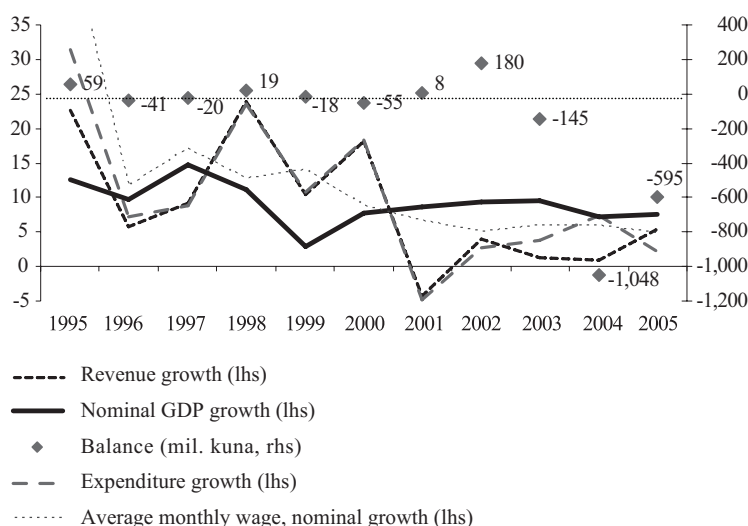 35 400
59 180
30 200
19 8
25 0
-41 -20 -18 -55 -145
20 -200
15 -400
-595
10 -600
5 -800
0 -1,000
-1,048
-5 -1,200
1995 1996 1997 1998 1999 2000 2001 2002 2003 2004 2005
Revenue growth (lhs)
Nominal GDP growth (lhs)
Balance (mil. kuna, rhs)
Expenditure growth (lhs)
Average monthly wage, nominal growth (lhs)